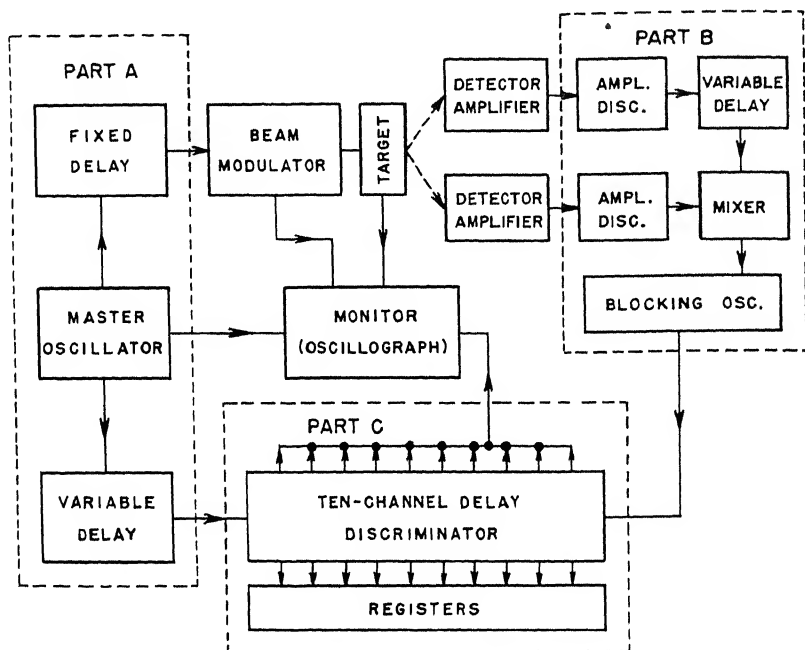 PART A
FIXED
DELAY
BEAM
MODULATOR
TARGET
DETECTOR
AMPLIFIER
DETECTOR
AMPLIFIER
PART B
AMPL.
DISC.
VARIABLE
DELAY
AMPL.
DISC.
MIXER
BLOCKING OSC.
MASTER
OSCILLATOR
MONITOR
(OSCILLOGRAPH)
PART C
VARIABLE
DELAY
TEN-CHANNEL DELAY
DISCRIMINATOR
REGISTERS